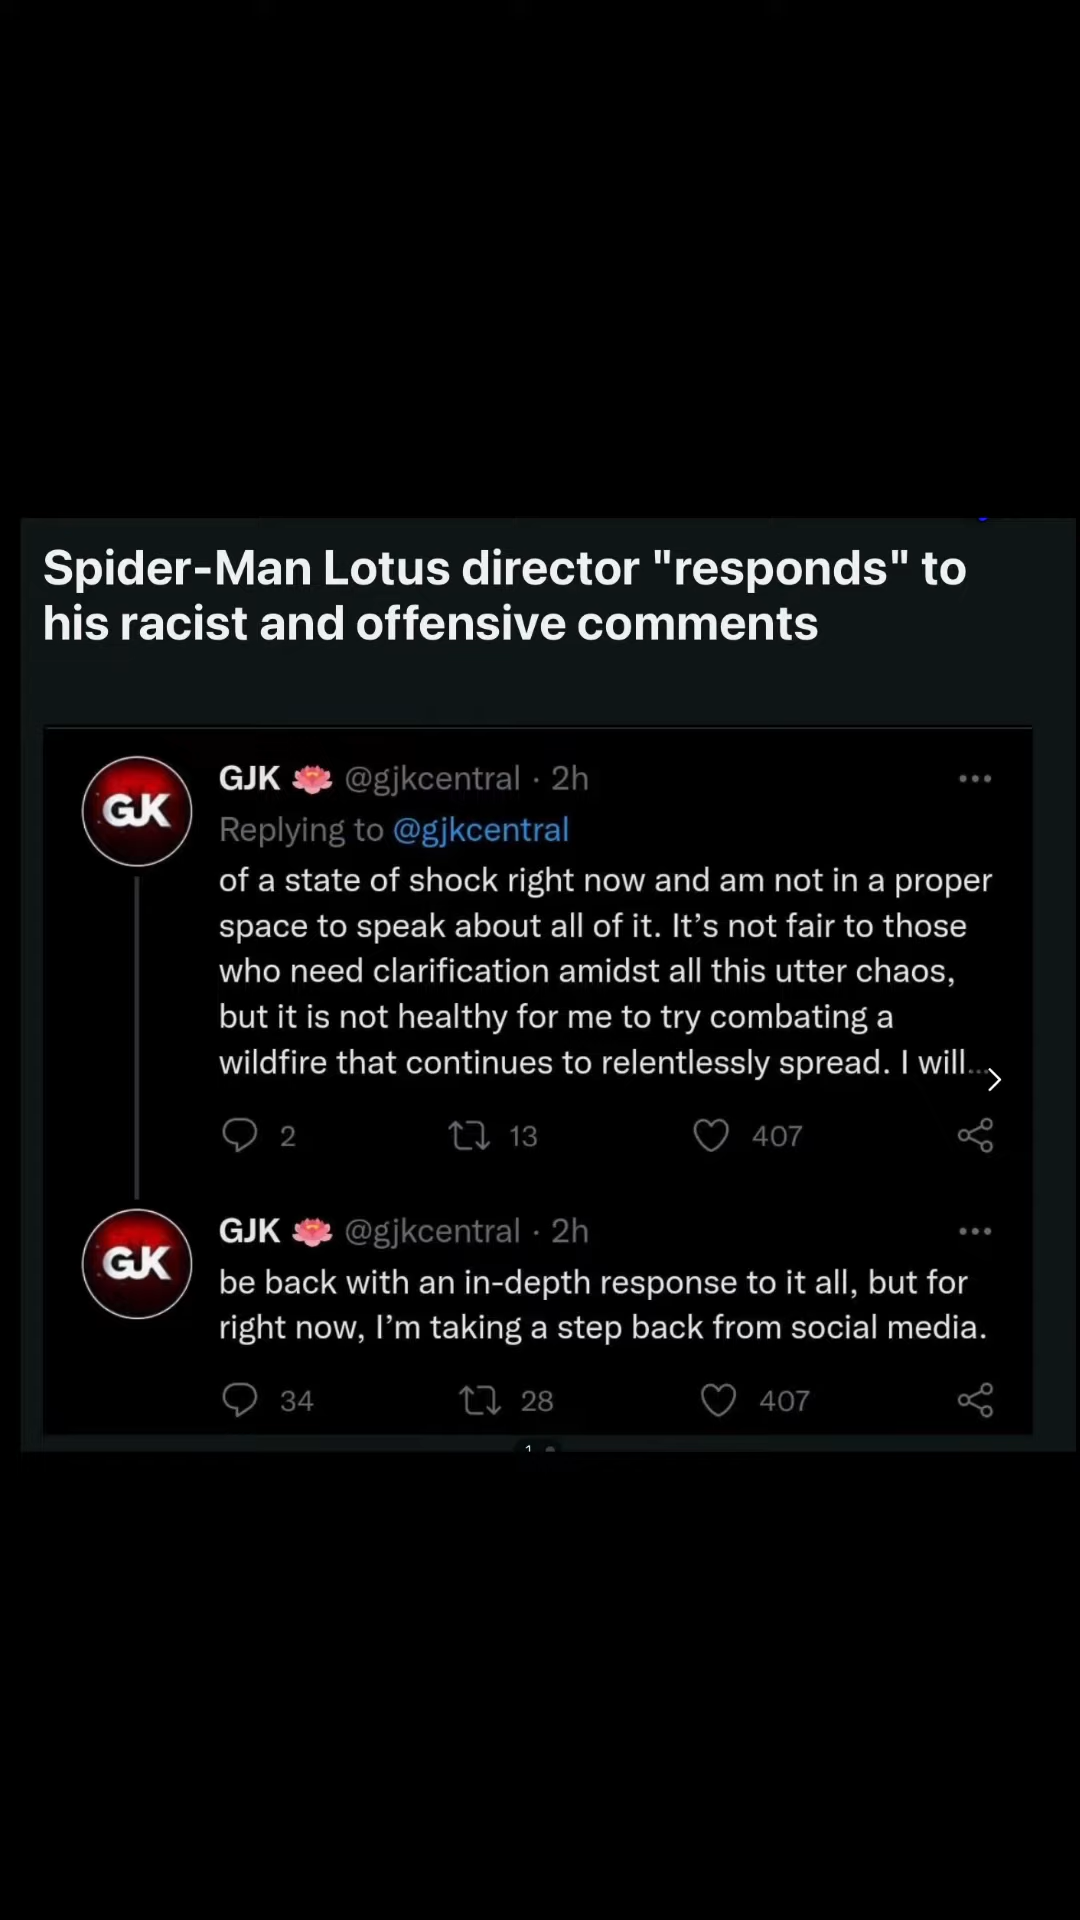 Spider-Man Lotus director "responds" to
his racist and offensive comments
GJK
GJK 🪷 @gjkcentral · 2h
Replying to @gjkcentral
of a state of shock right now and am not in a proper
space to speak about all of it. It’s not fair to those
who need clarification amidst all this utter chaos,
but it is not healthy for me to try combating a
wildfire that continues to relentlessly spread. I will...
2 13 407
GJK
GJK 🪷 @gjkcentral · 2h
be back with an in-depth response to it all, but for
right now, I’m taking a step back from social media.
34 28 407
1